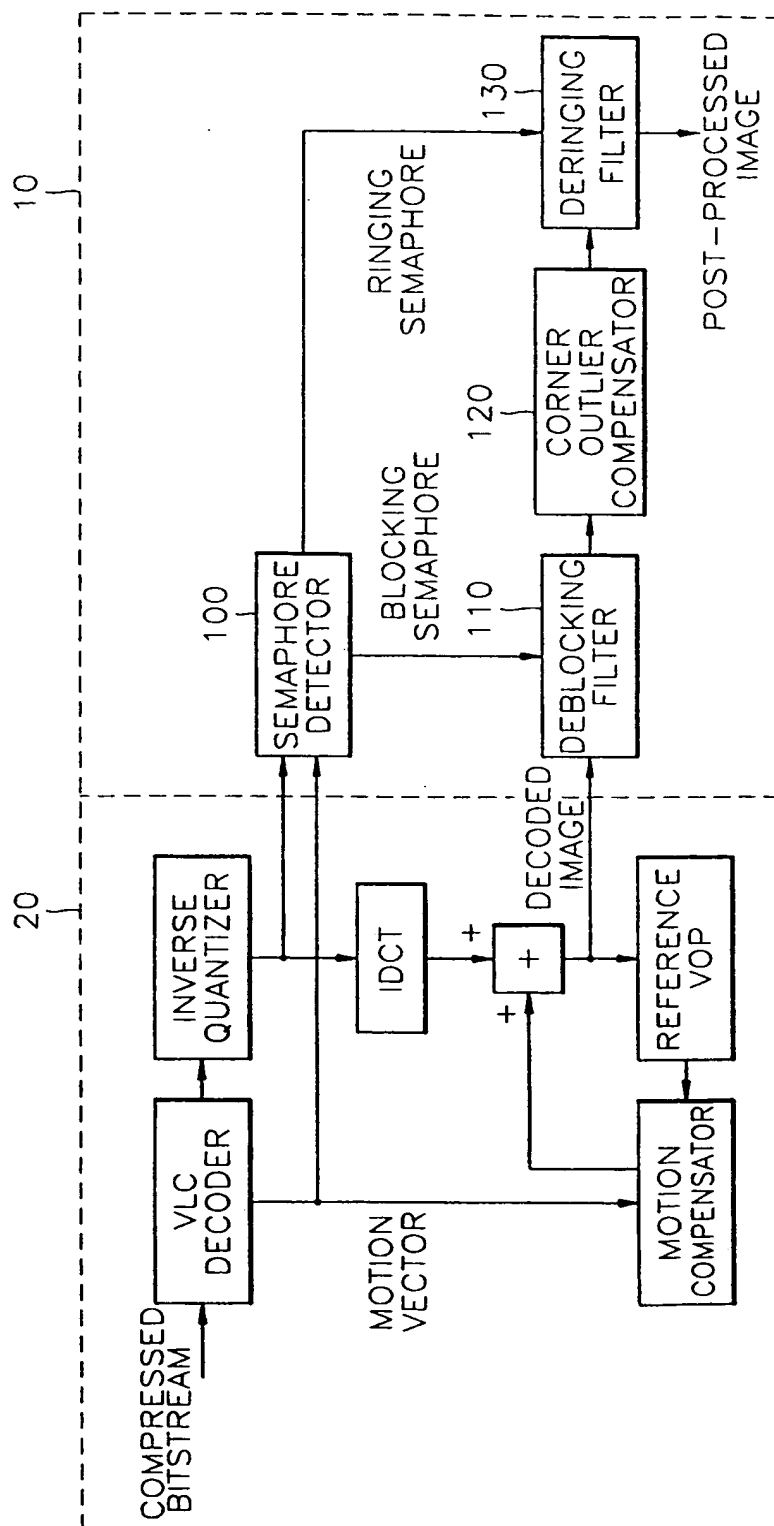 20
10
COMPRESSED
BITSTREAM
VLC
DECODER
INVERSE
QUANTIZER
100
SEMAPHORE
DETECTOR
MOTION
VECTOR
IDCT
BLOCKING
SEMAPHORE
RINGING
SEMAPHORE
+
+
+
DECODED
IMAGE
110
DEBLOCKING
FILTER
120
CORNER
OUTLIER
COMPENSATOR
130
DERINGING
FILTER
MOTION
COMPENSATOR
REFERENCE
VOP
POST-PROCESSED
IMAGE